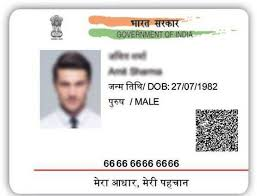 भारत सरकार
GOVERNMENT OF INDIA
Amit Sharma
जन्म तिथि/ DOB: 27/07/1982
पुरुष / MALE
6666 6666 6666
मेरा आधार, मेरी पहचान